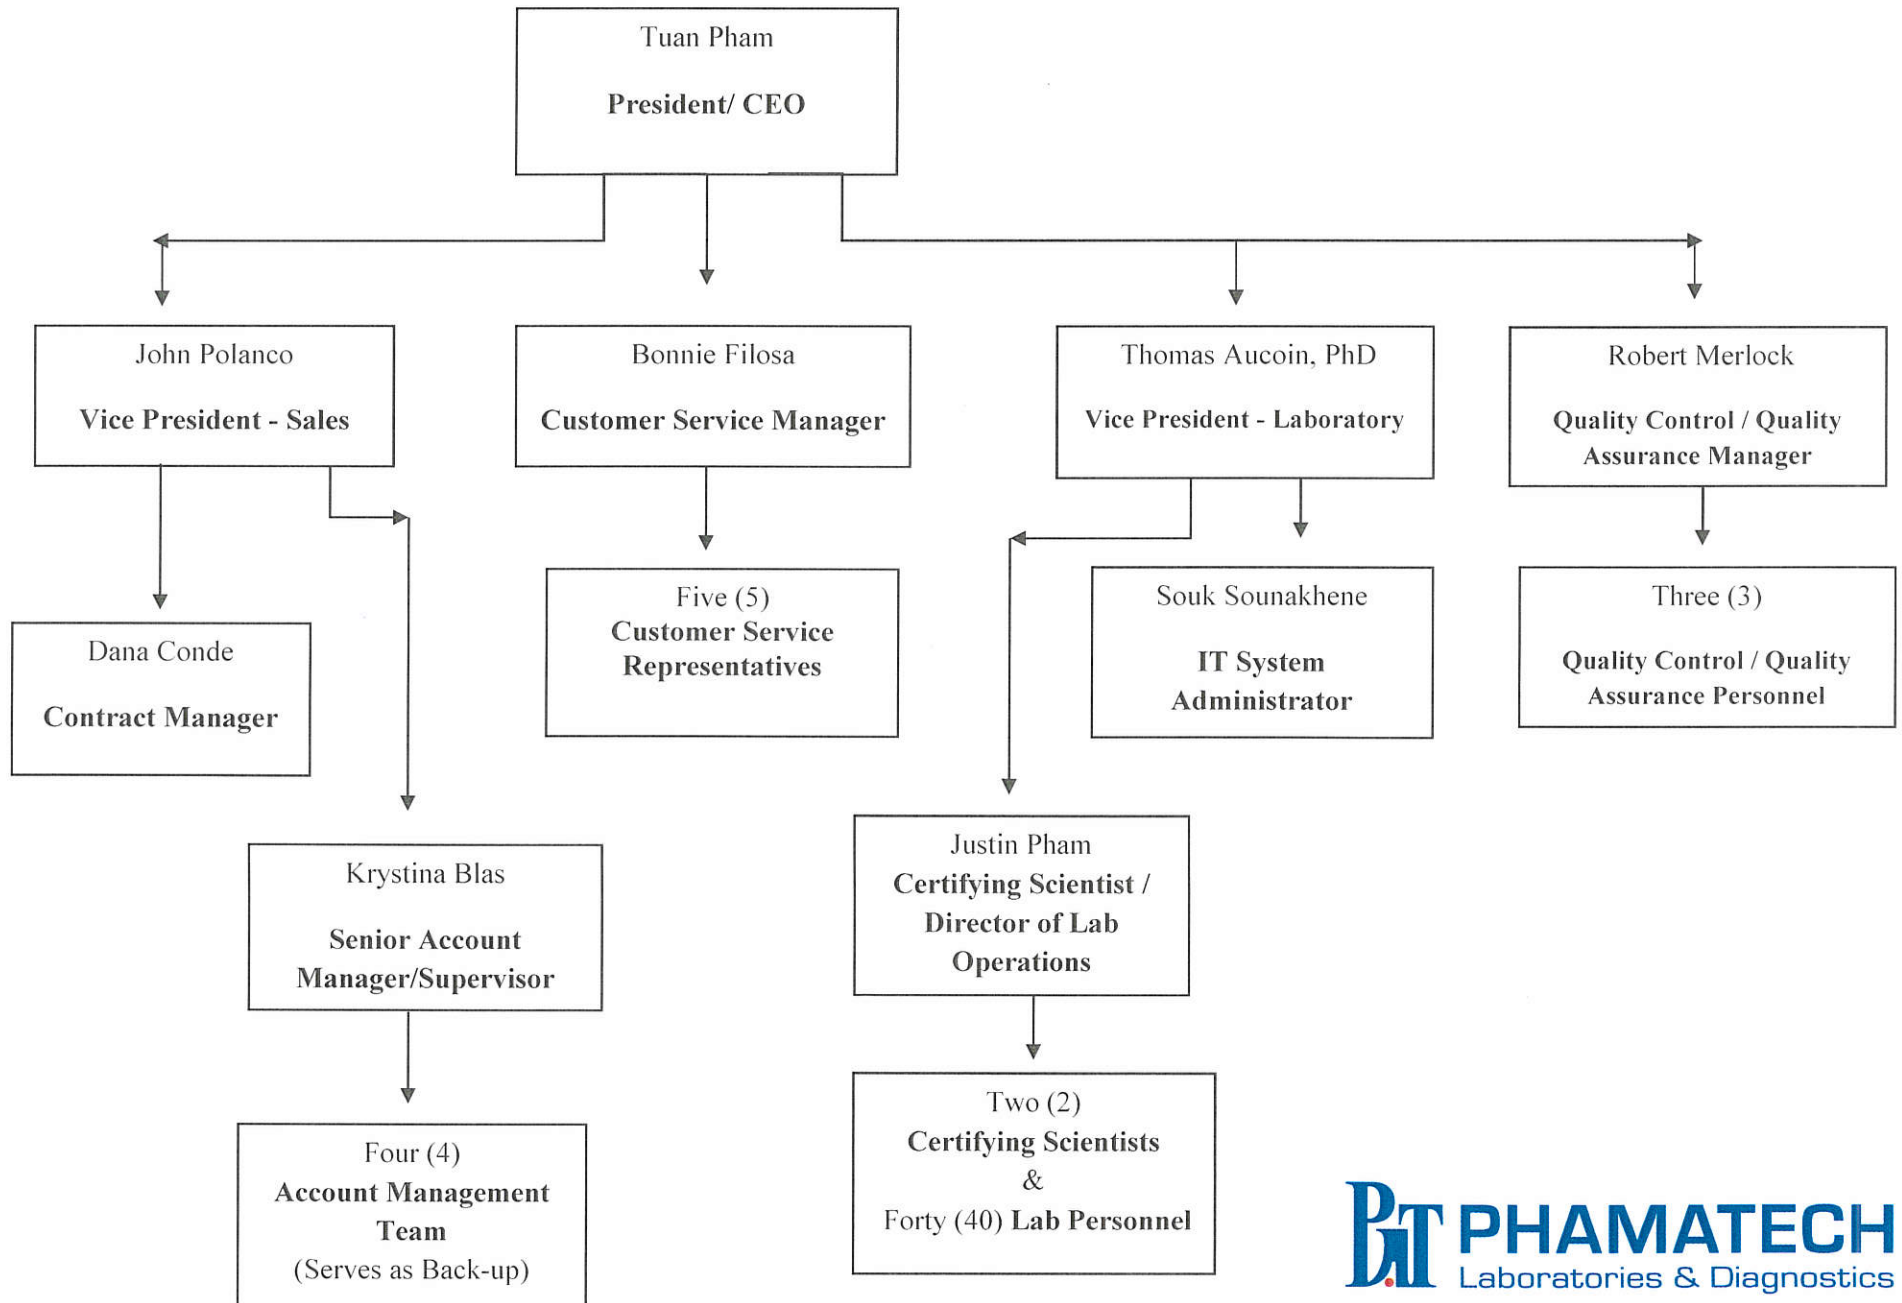 Tuan Pham
President/ CEO
John Polanco
Vice President - Sales
Bonnie Filosa
Customer Service Manager
Thomas Aucoin, PhD
Vice President - Laboratory
Robert Merlock
Quality Control / Quality
Assurance Manager
Dana Conde
Contract Manager
Five (5)
Customer Service
Representatives
Souk Sounakhene
IT System
Administrator
Three (3)
Quality Control / Quality
Assurance Personnel
Krystina Blas
Senior Account
Manager/Supervisor
Justin Pham
Certifying Scientist /
Director of Lab
Operations
Four (4)
Account Management
Team
(Serves as Back-up)
Two (2)
Certifying Scientists
&
Forty (40) Lab Personnel
PHAMATECH
Laboratories & Diagnostics